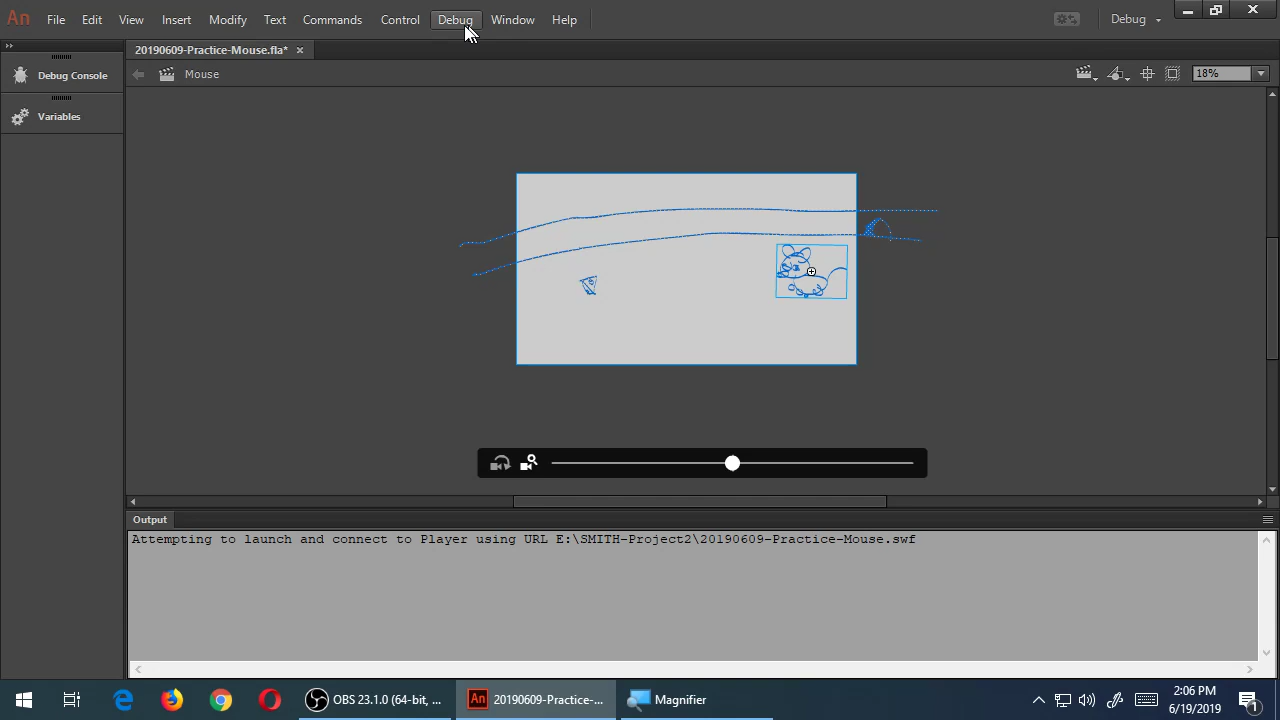 An File Edit View Insert Modify Text Commands Control Debug Window Help Debug
20190609-Practice-Mouse.fla* ×
Debug Console
Mouse
18%
Variables
Output
Attempting to launch and connect to Player using URL E:\SMITH-Project2\20190609-Practice-Mouse.swf
OBS 23.1.0 (64-bit, ...
An 20190609-Practice-...
Magnifier
2:06 PM
6/19/2019
1